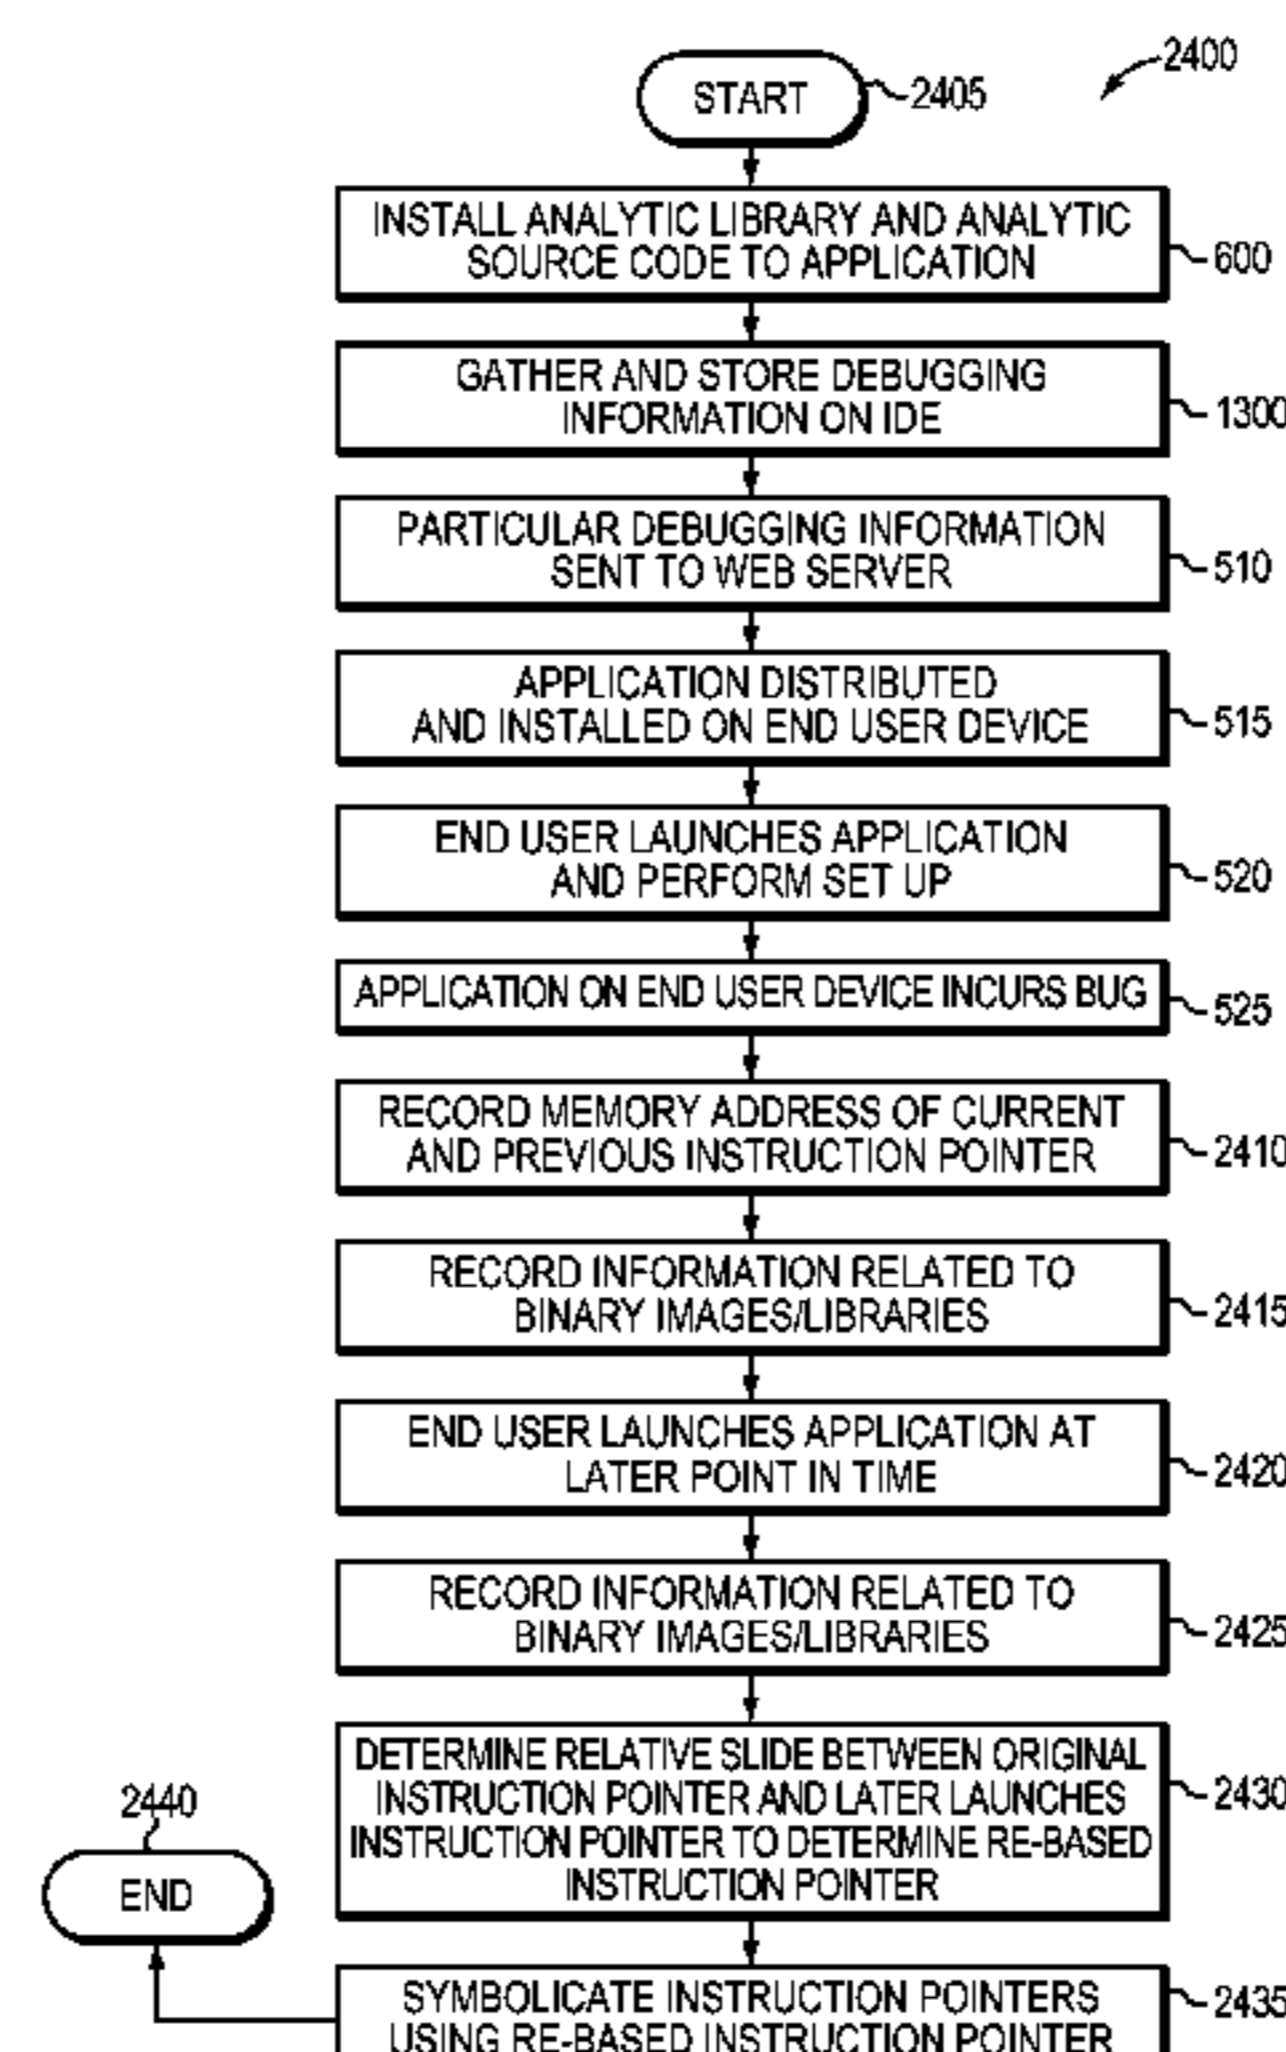 2400
START
2405
INSTALL ANALYTIC LIBRARY AND ANALYTIC
SOURCE CODE TO APPLICATION
600
GATHER AND STORE DEBUGGING
INFORMATION ON IDE
1300
PARTICULAR DEBUGGING INFORMATION
SENT TO WEB SERVER
510
APPLICATION DISTRIBUTED
AND INSTALLED ON END USER DEVICE
515
END USER LAUNCHES APPLICATION
AND PERFORM SET UP
520
APPLICATION ON END USER DEVICE INCURS BUG
525
RECORD MEMORY ADDRESS OF CURRENT
AND PREVIOUS INSTRUCTION POINTER
2410
RECORD INFORMATION RELATED TO
BINARY IMAGES/LIBRARIES
2415
END USER LAUNCHES APPLICATION AT
LATER POINT IN TIME
2420
RECORD INFORMATION RELATED TO
BINARY IMAGES/LIBRARIES
2425
DETERMINE RELATIVE SLIDE BETWEEN ORIGINAL
INSTRUCTION POINTER AND LATER LAUNCHES
INSTRUCTION POINTER TO DETERMINE RE-BASED
INSTRUCTION POINTER
2430
SYMBOLICATE INSTRUCTION POINTERS
USING RE-BASED INSTRUCTION POINTER
2435
2440
END